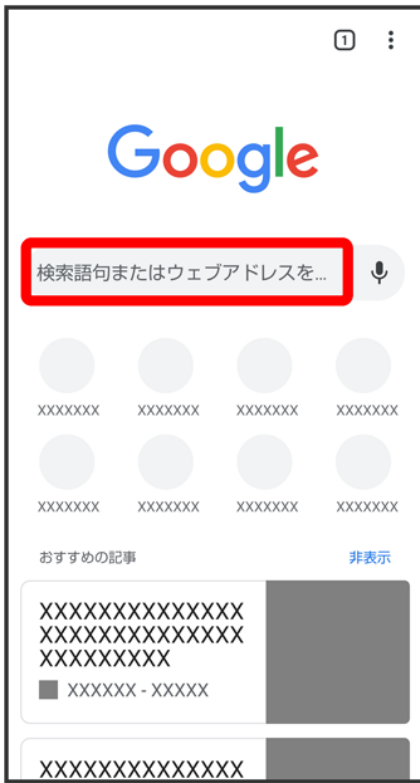 1
Google
検索語句またはウェブアドレスを...
XXXXXXX XXXXXXX XXXXXXX XXXXXXX
XXXXXXX XXXXXXX XXXXXXX XXXXXXX
おすすめの記事 非表示
XXXXXXXXXXXXXX
XXXXXXXXXXXXXX
XXXXXXXXX
XXXXXX - XXXXX
XXXXXXXXXXXXXX